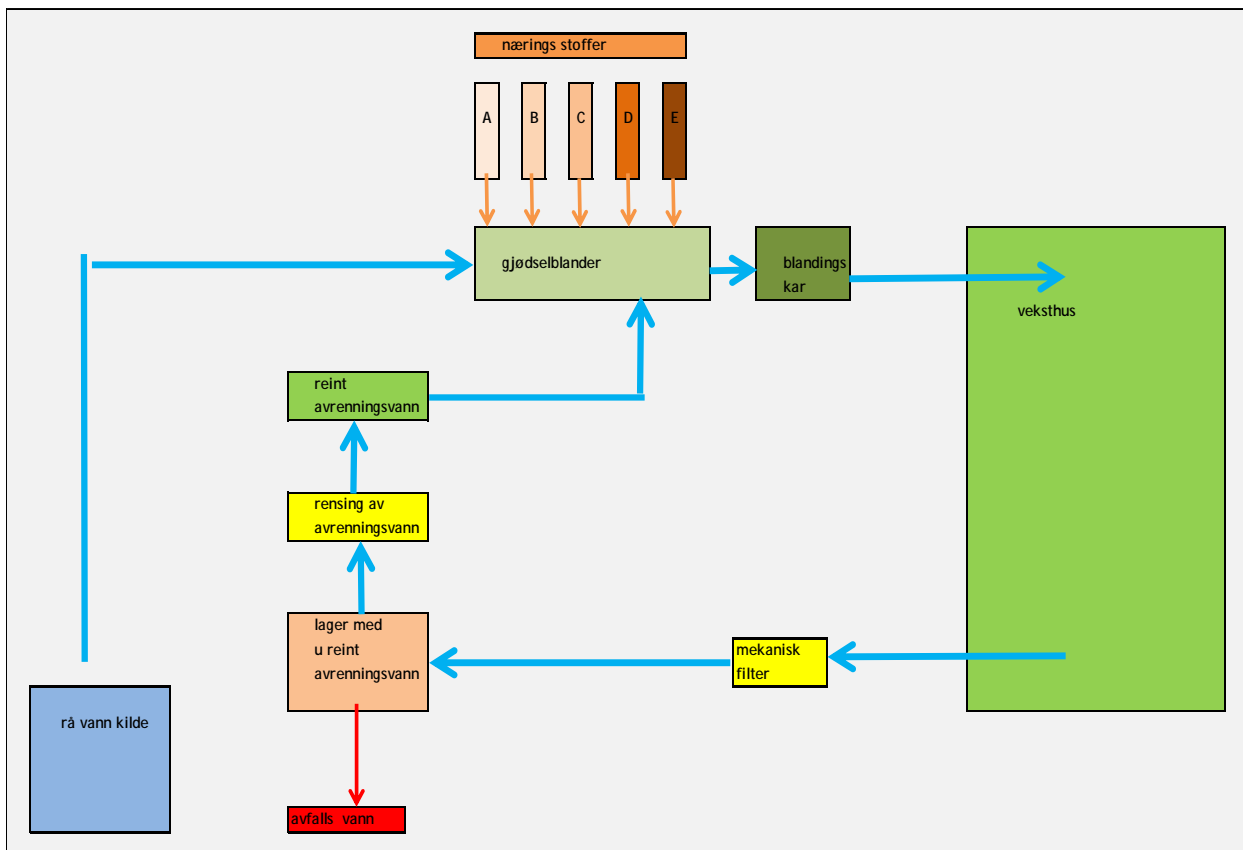 nærings stoffer
A B C D E
gjødselblander
blandings
kar
veksthus
reint
avrenningsvann
rensing av
avrenningsvann
lager med
u reint
avrenningsvann
mekanisk
filter
rå vann kilde
avfalls vann